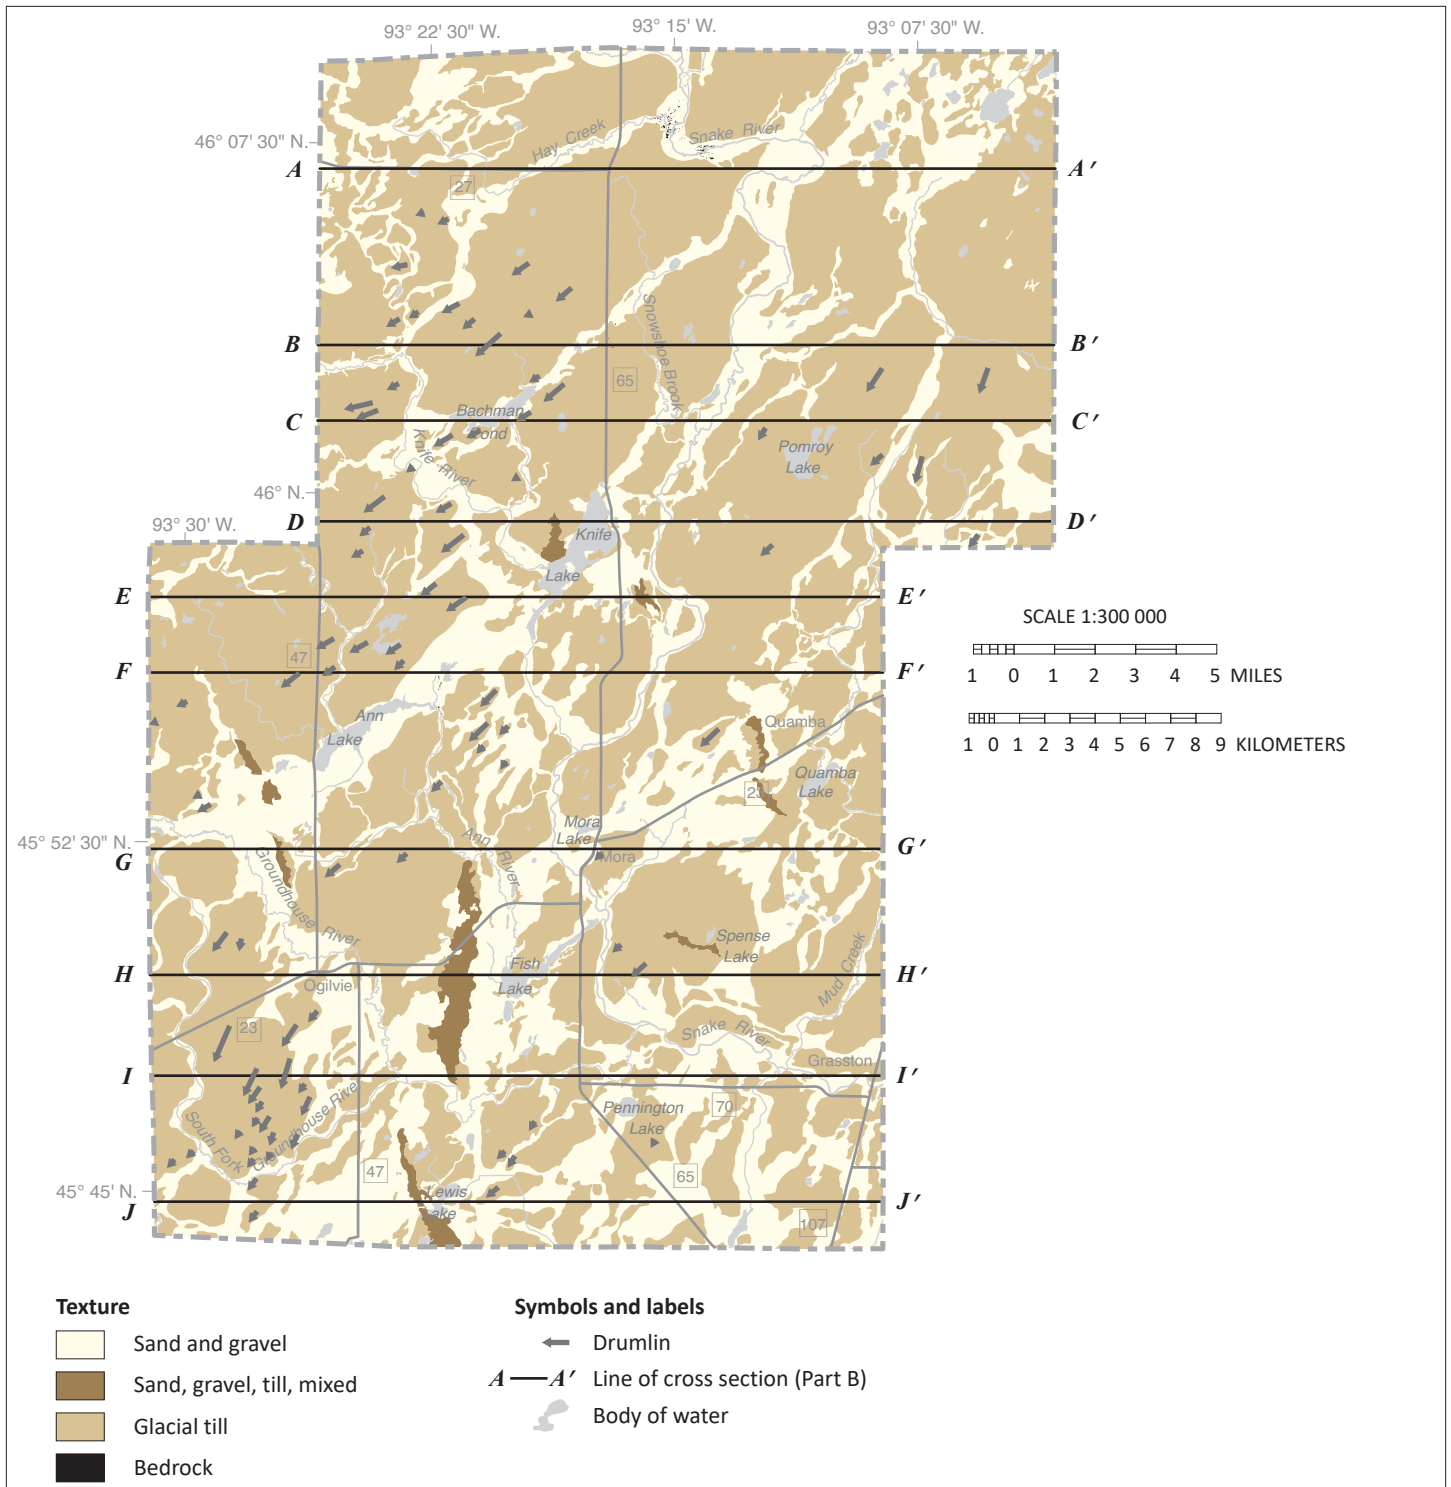 93° 22' 30" W.
93° 15' W.
93° 07' 30" W.
46° 07' 30" N.
Hay Creek
Snake River
A
A′
27
Snowshoe Brook
B
B′
65
Bachman
Pond
C
C′
Knife River
Pomroy
Lake
46° N.
93° 30' W.
D
D′
Knife
Lake
E
E′
SCALE 1:300 000
47
F
F′
1 0 1 2 3 4 5 MILES
Ann
Lake
Quamba
1 0 1 2 3 4 5 6 7 8 9 KILOMETERS
Quamba
Lake
23
Mora
Lake
45° 52' 30" N.
Ann River
G
G′
Mora
Groundhouse River
Spense
Lake
Mud Creek
Fish
Lake
H
H′
Ogilvie
23
Snake River
Grasston
I
I′
Pennington
Lake
70
South Fork Groundhouse River
47
65
45° 45' N.
Lewis
Lake
J
J′
107
Texture
Sand and gravel
Sand, gravel, till, mixed
Glacial till
Bedrock
Symbols and labels
Drumlin
A A′ Line of cross section (Part B)
Body of water